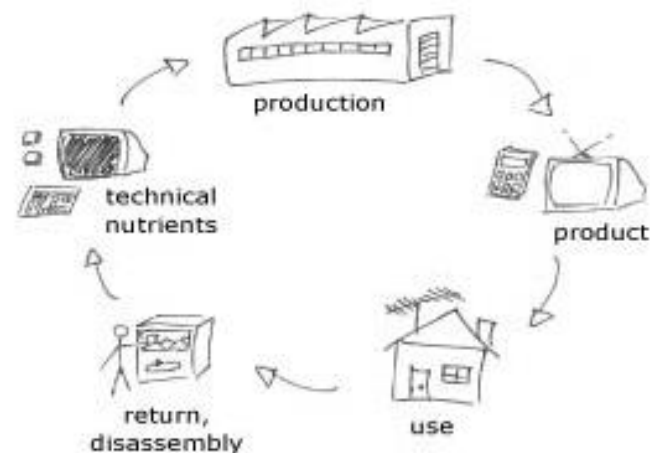 production
product
use
return,
disassembly
technical
nutrients